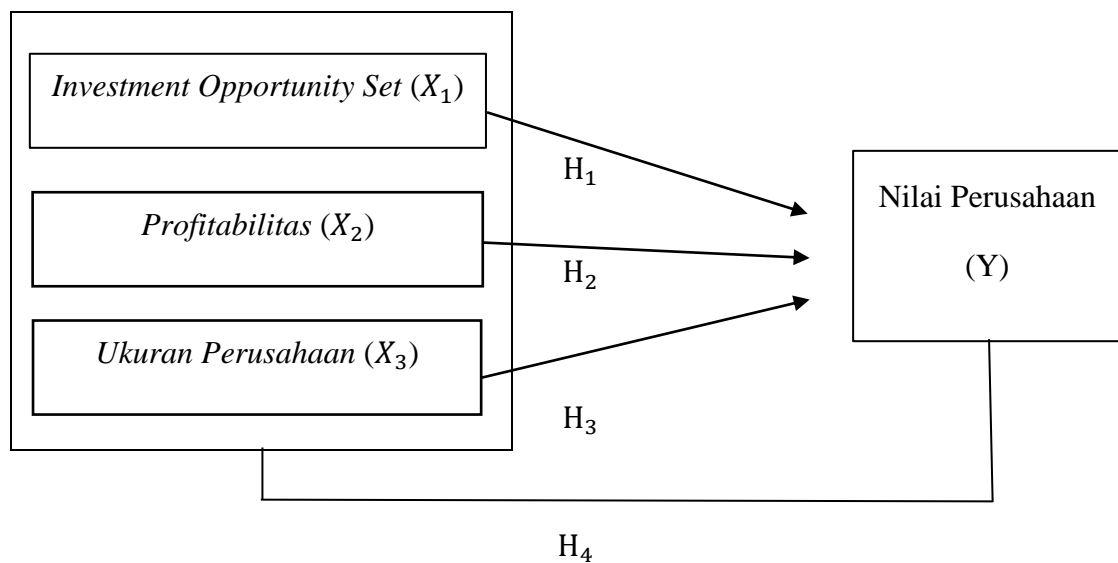 Investment Opportunity Set (X₁)
H₁
Profitabilitas (X₂)
H₂
Ukuran Perusahaan (X₃)
H₃
Nilai Perusahaan
(Y)
H₄